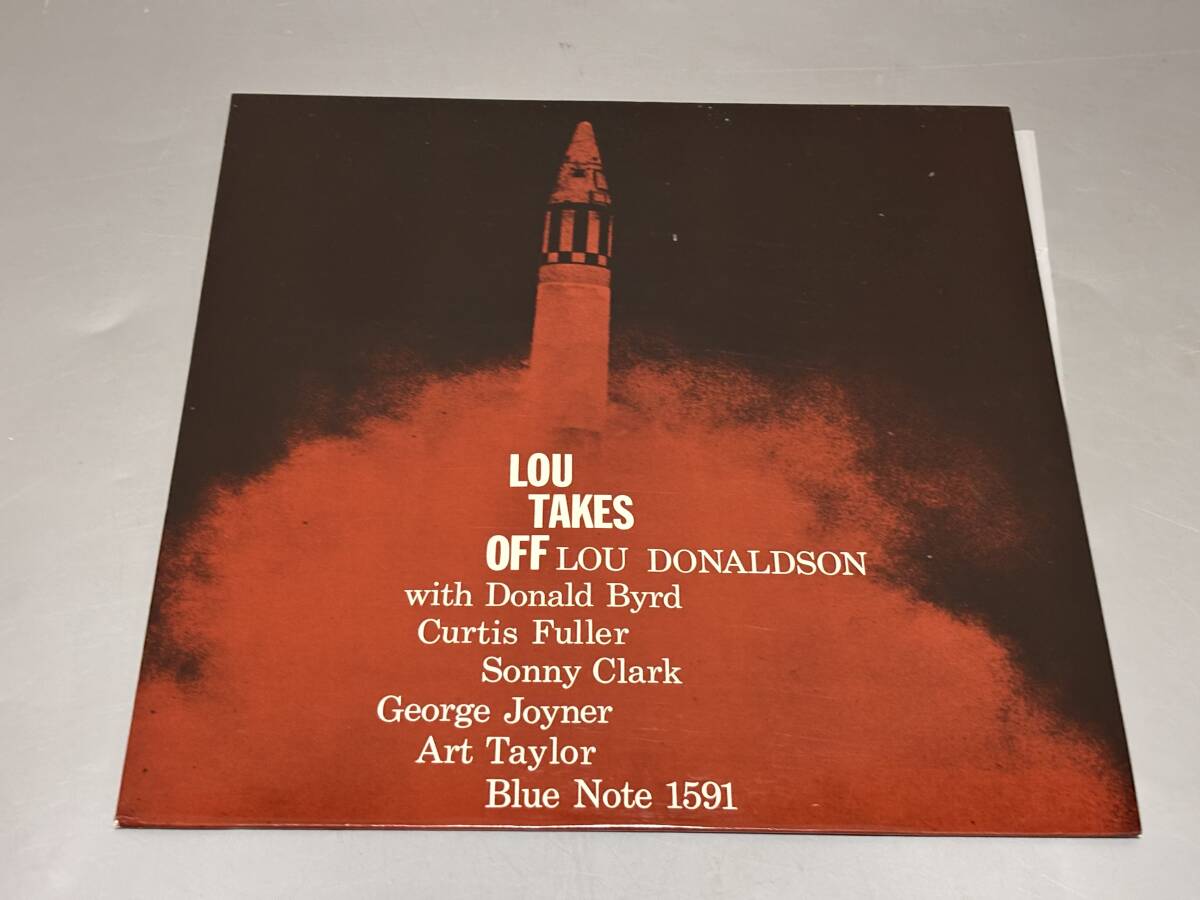 LOU
TAKES
OFF LOU DONALDSON
with Donald Byrd
Curtis Fuller
Sonny Clark
George Joyner
Art Taylor
Blue Note 1591